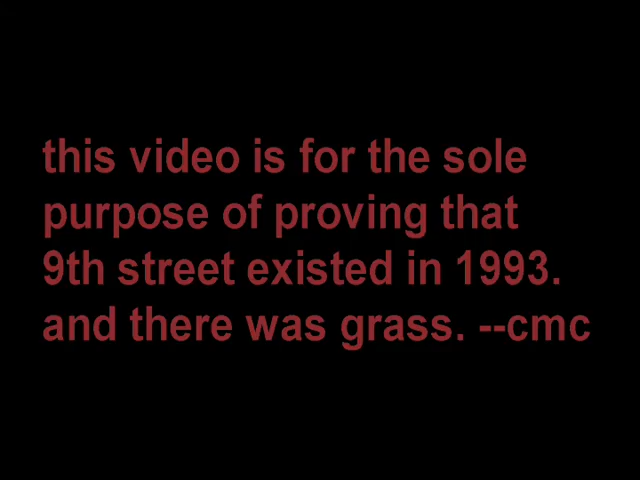 this video is for the sole
purpose of proving that
9th street existed in 1993.
and there was grass. --cmc